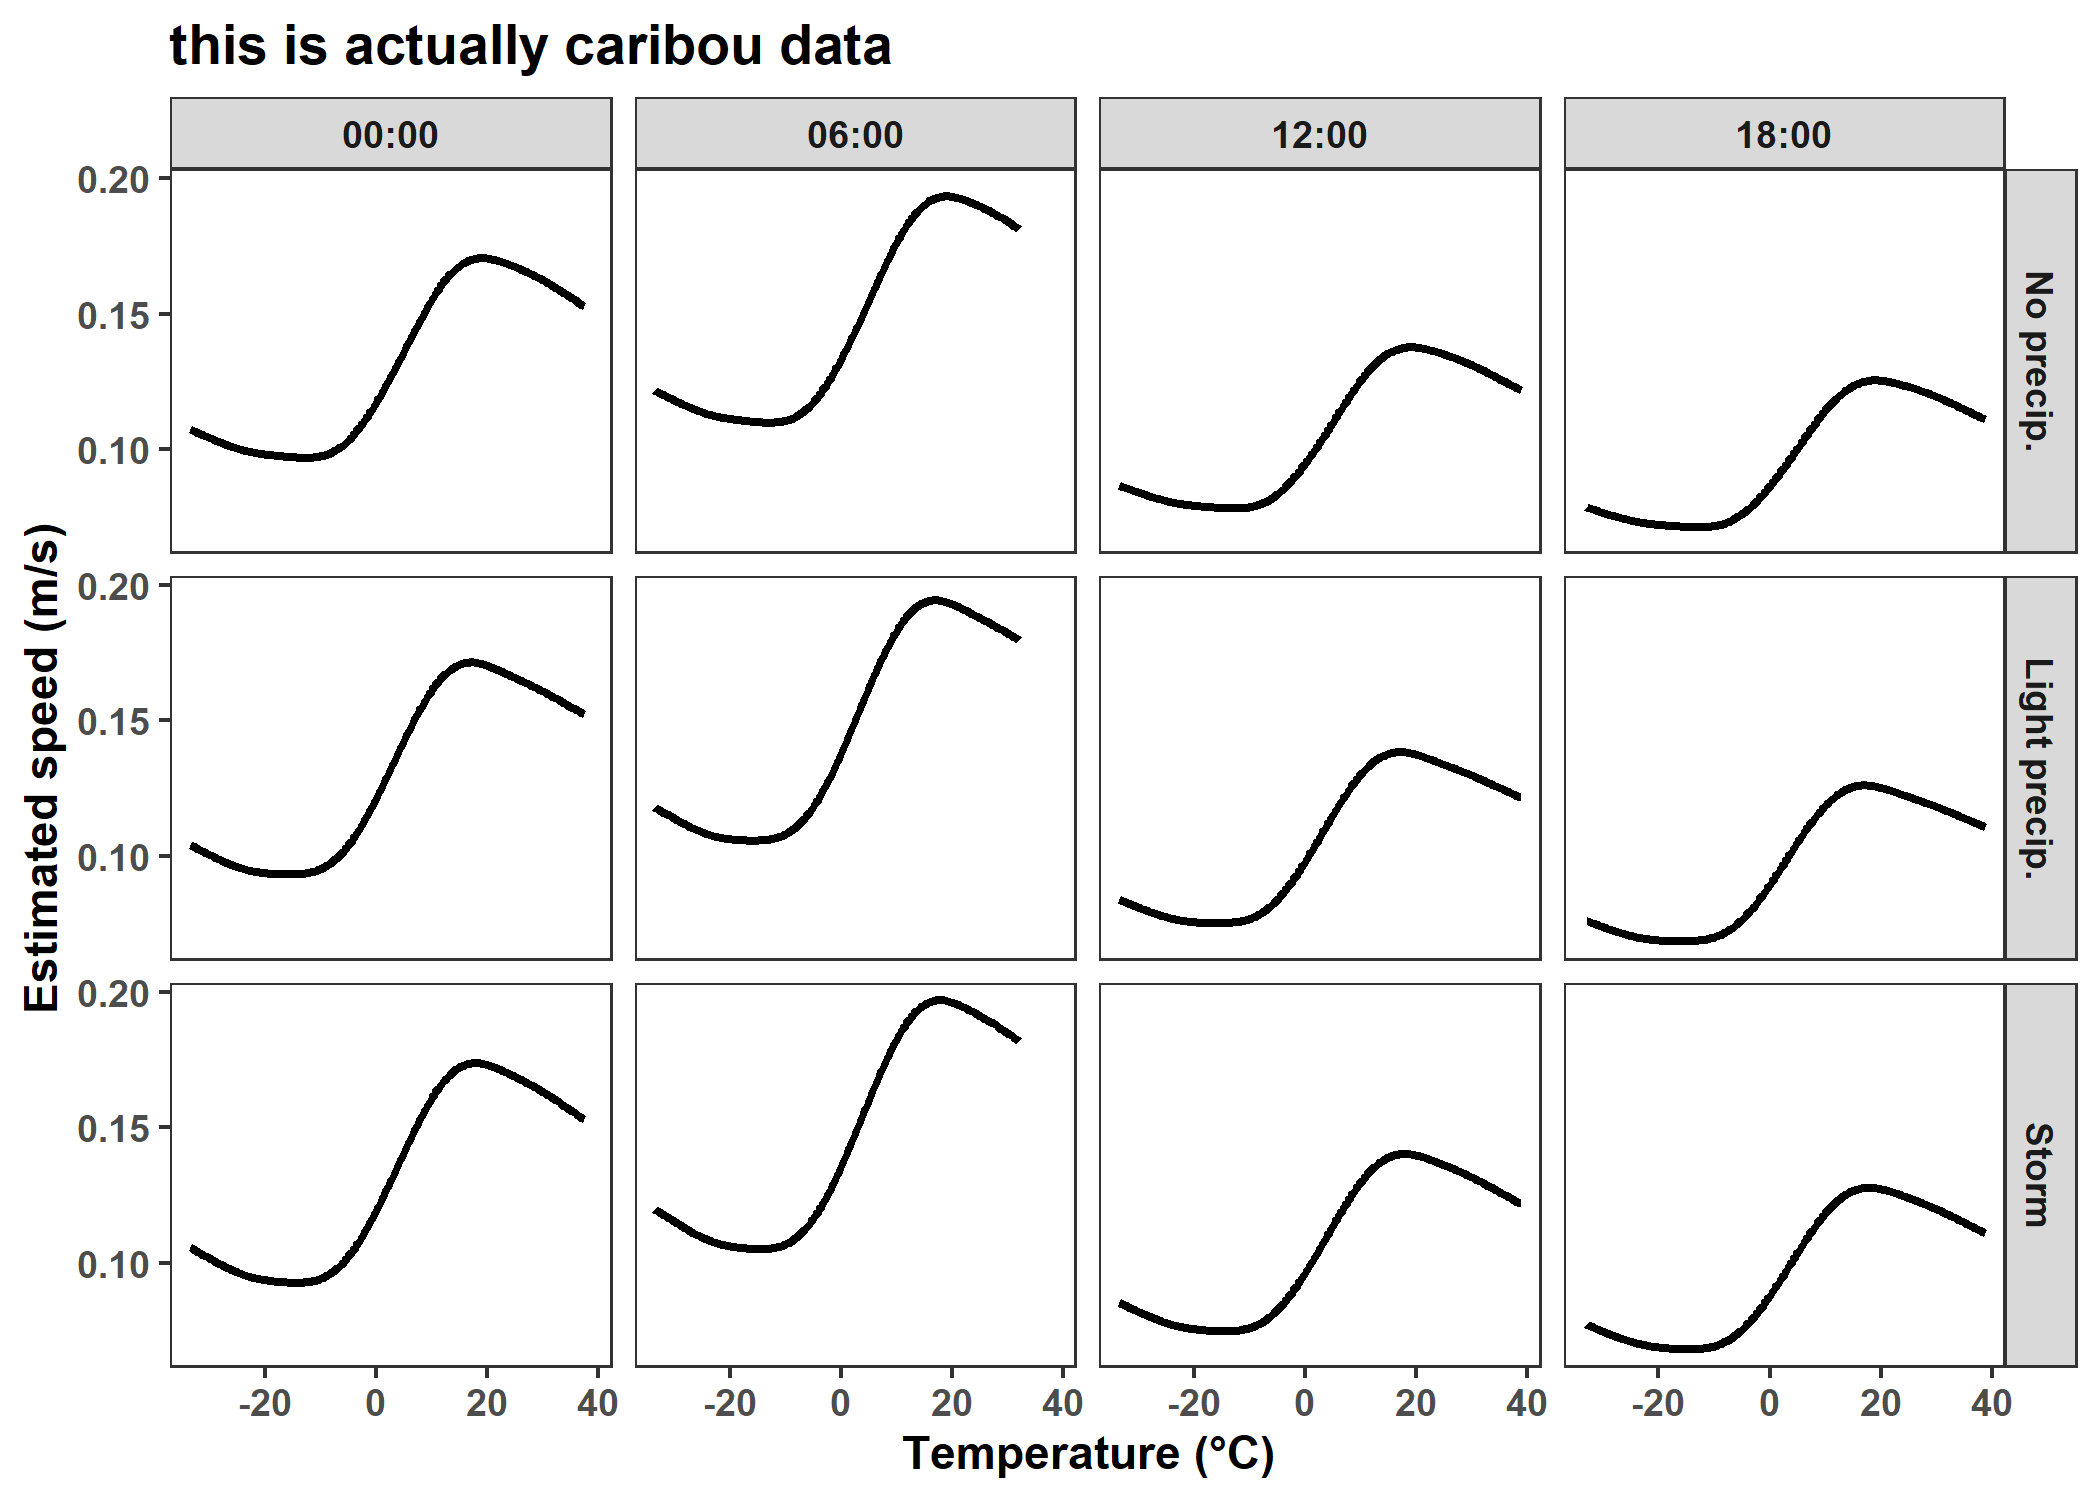 this is actually caribou data
00:00 06:00 12:00 18:00
0.20
0.15
0.10
No precip.
0.20
0.15
0.10
Light precip.
0.20
0.15
0.10
Storm
Estimated speed (m/s)
-20 0 20 40 -20 0 20 40 -20 0 20 40 -20 0 20 40
Temperature (°C)